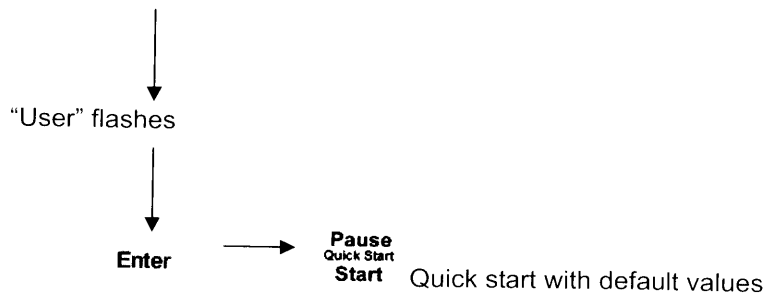 “User” flashes
Enter
Pause
Quick Start
Start
Quick start with default values